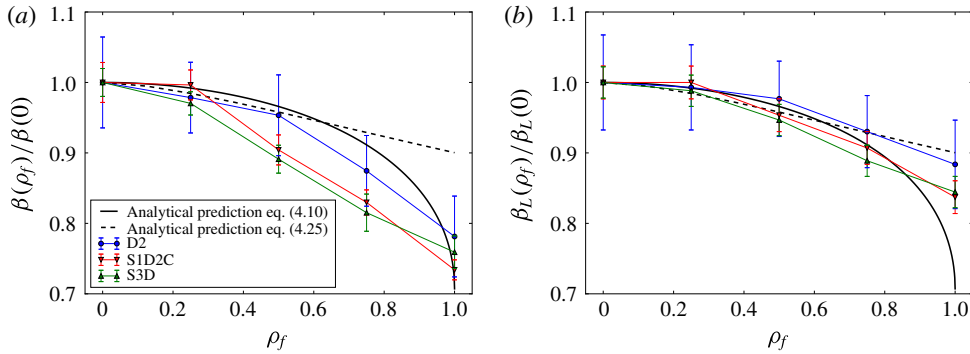 (a)
1.1
1.0
0.9
0.8
0.7
β(ρf)/β(0)
Analytical prediction eq. (4.10)
Analytical prediction eq. (4.25)
D2
S1D2C
S3D
0 0.2 0.4 0.6 0.8 1.0
ρf
(b)
1.1
1.0
0.9
0.8
0.7
βL(ρf)/βL(0)
0 0.2 0.4 0.6 0.8 1.0
ρf